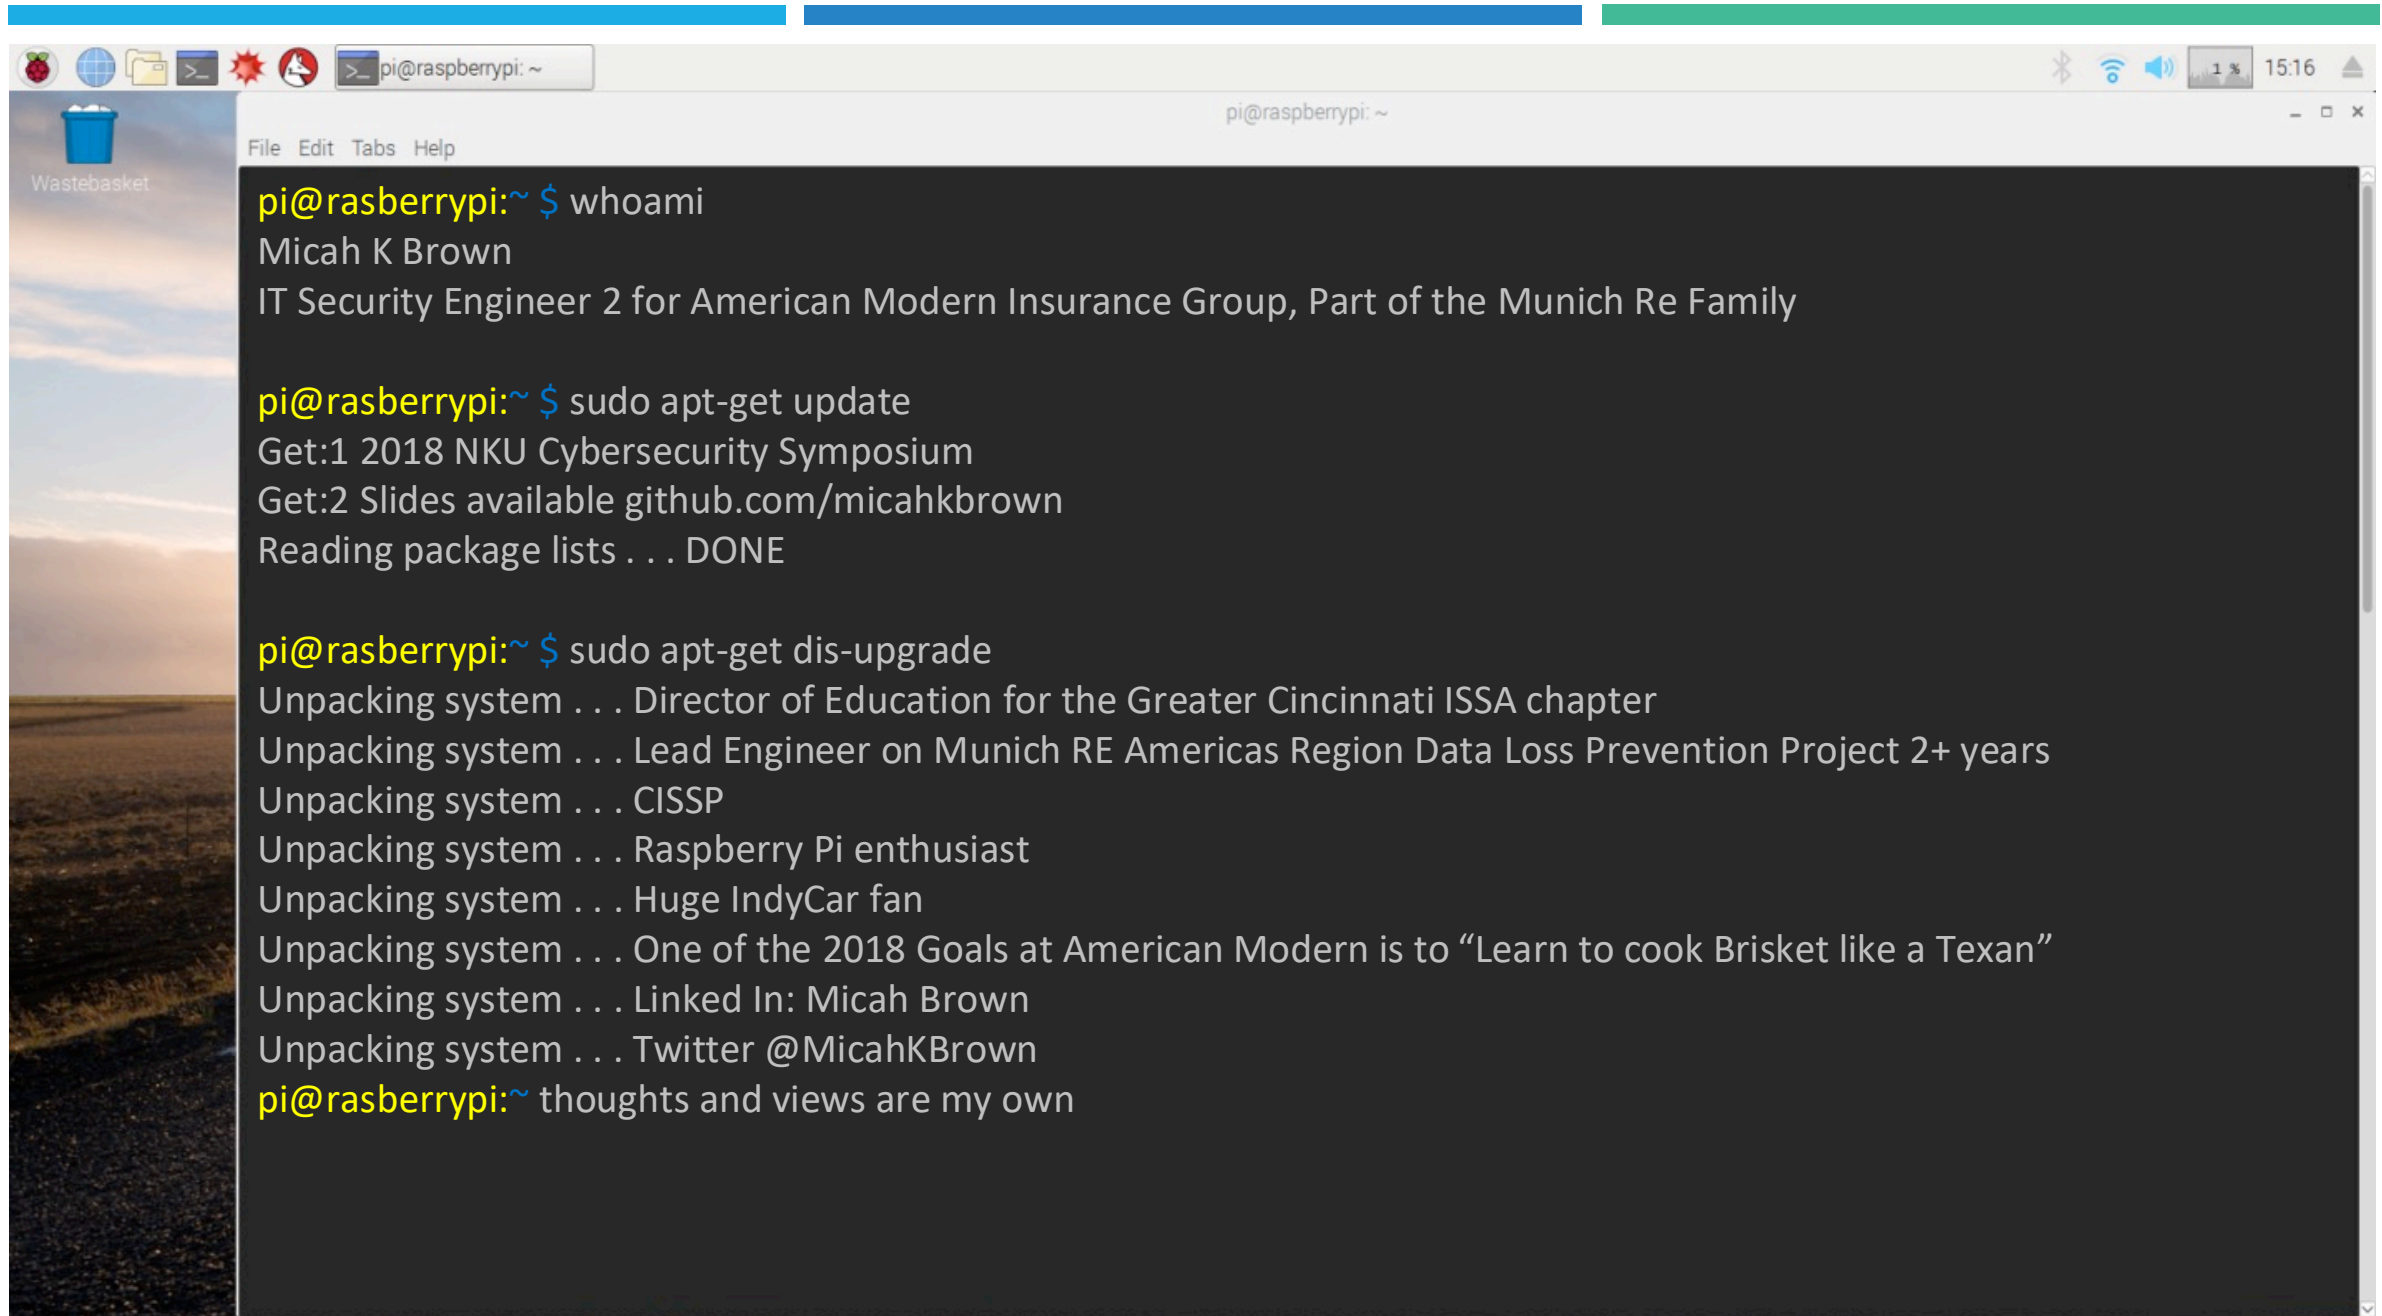 pi@raspberrypi: ~
1 %
15:16
pi@raspberrypi: ~
File Edit Tabs Help
Wastebasket
pi@rasberrypi:~ $ whoami
Micah K Brown
IT Security Engineer 2 for American Modern Insurance Group, Part of the Munich Re Family
pi@rasberrypi:~ $ sudo apt-get update
Get:1 2018 NKU Cybersecurity Symposium
Get:2 Slides available github.com/micahkbrown
Reading package lists . . . DONE
pi@rasberrypi:~ $ sudo apt-get dis-upgrade
Unpacking system . . . Director of Education for the Greater Cincinnati ISSA chapter
Unpacking system . . . Lead Engineer on Munich RE Americas Region Data Loss Prevention Project 2+ years
Unpacking system . . . CISSP
Unpacking system . . . Raspberry Pi enthusiast
Unpacking system . . . Huge IndyCar fan
Unpacking system . . . One of the 2018 Goals at American Modern is to “Learn to cook Brisket like a Texan”
Unpacking system . . . Linked In: Micah Brown
Unpacking system . . . Twitter @MicahKBrown
pi@rasberrypi:~ thoughts and views are my own